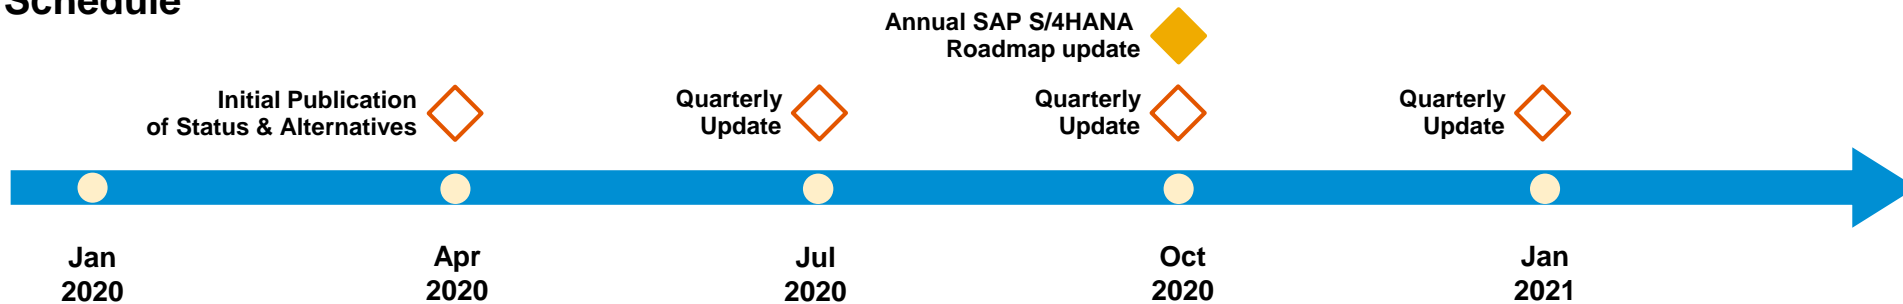 Schedule
Annual SAP S/4HANA
Roadmap update
Initial Publication
of Status & Alternatives
Quarterly
Update
Quarterly
Update
Quarterly
Update
Jan
2020
Apr
2020
Jul
2020
Oct
2020
Jan
2021